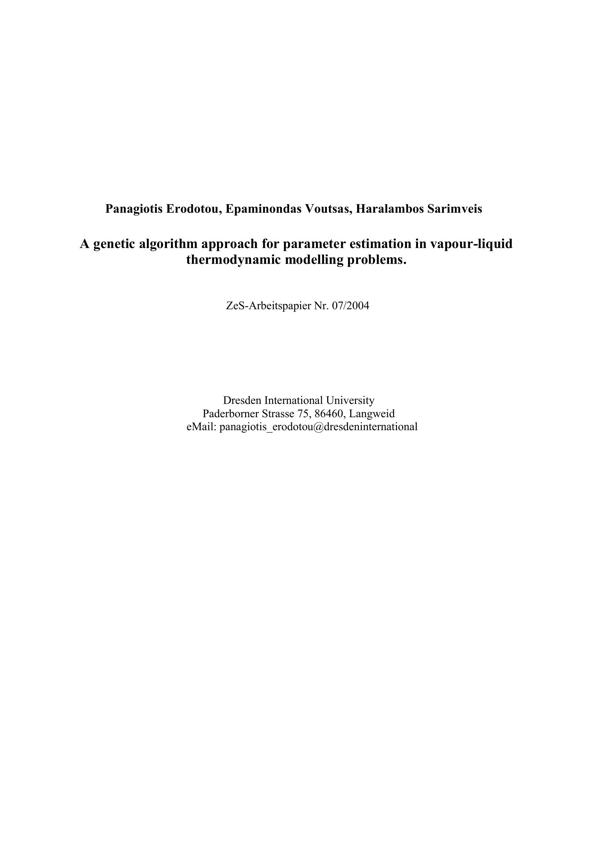 Panagiotis Erodotou, Epaminondas Voutsas, Haralambos Sarimveis
A genetic algorithm approach for parameter estimation in vapour-liquid
thermodynamic modelling problems.
ZeS-Arbeitspapier Nr. 07/2004
Dresden International University
Paderborner Strasse 75, 86460, Langweid
eMail: panagiotis_erodotou@dresdeninternational